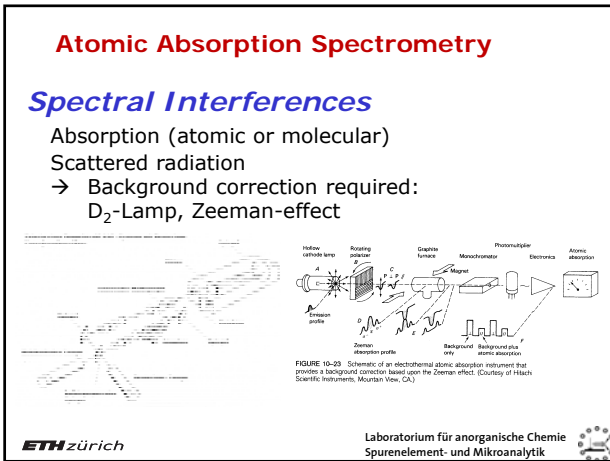 Atomic Absorption Spectrometry
Spectral Interferences
Absorption (atomic or molecular)
Scattered radiation
→ Background correction required:
D₂-Lamp, Zeeman-effect
Hollow
cathode lamp
Rotating
polarizer
Graphite
furnace
Photomultiplier
Monochromator
Electronics
Atomic
absorption
Magnet
A
B
C
P ⊥ P ∥
Emission
profile
D
E
F
Zeeman
absorption profile
Background
only
Background plus
atomic absorption
FIGURE 10–23 Schematic of an electrothermal atomic absorption instrument that
provides a background correction based upon the Zeeman effect. (Courtesy of Hitachi
Scientific Instruments, Mountain View, CA.)
ETH zürich
Laboratorium für anorganische Chemie
Spurenelement- und Mikroanalytik